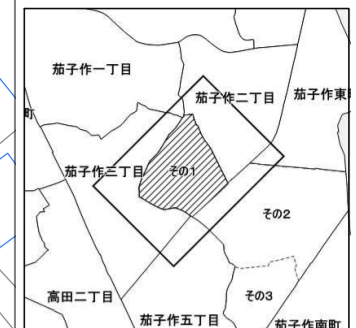 茄子作一丁目
茄子作二丁目
茄子作東町
町
茄子作三丁目
その1
その2
その3
高田二丁目
茄子作五丁目
茄子作南町